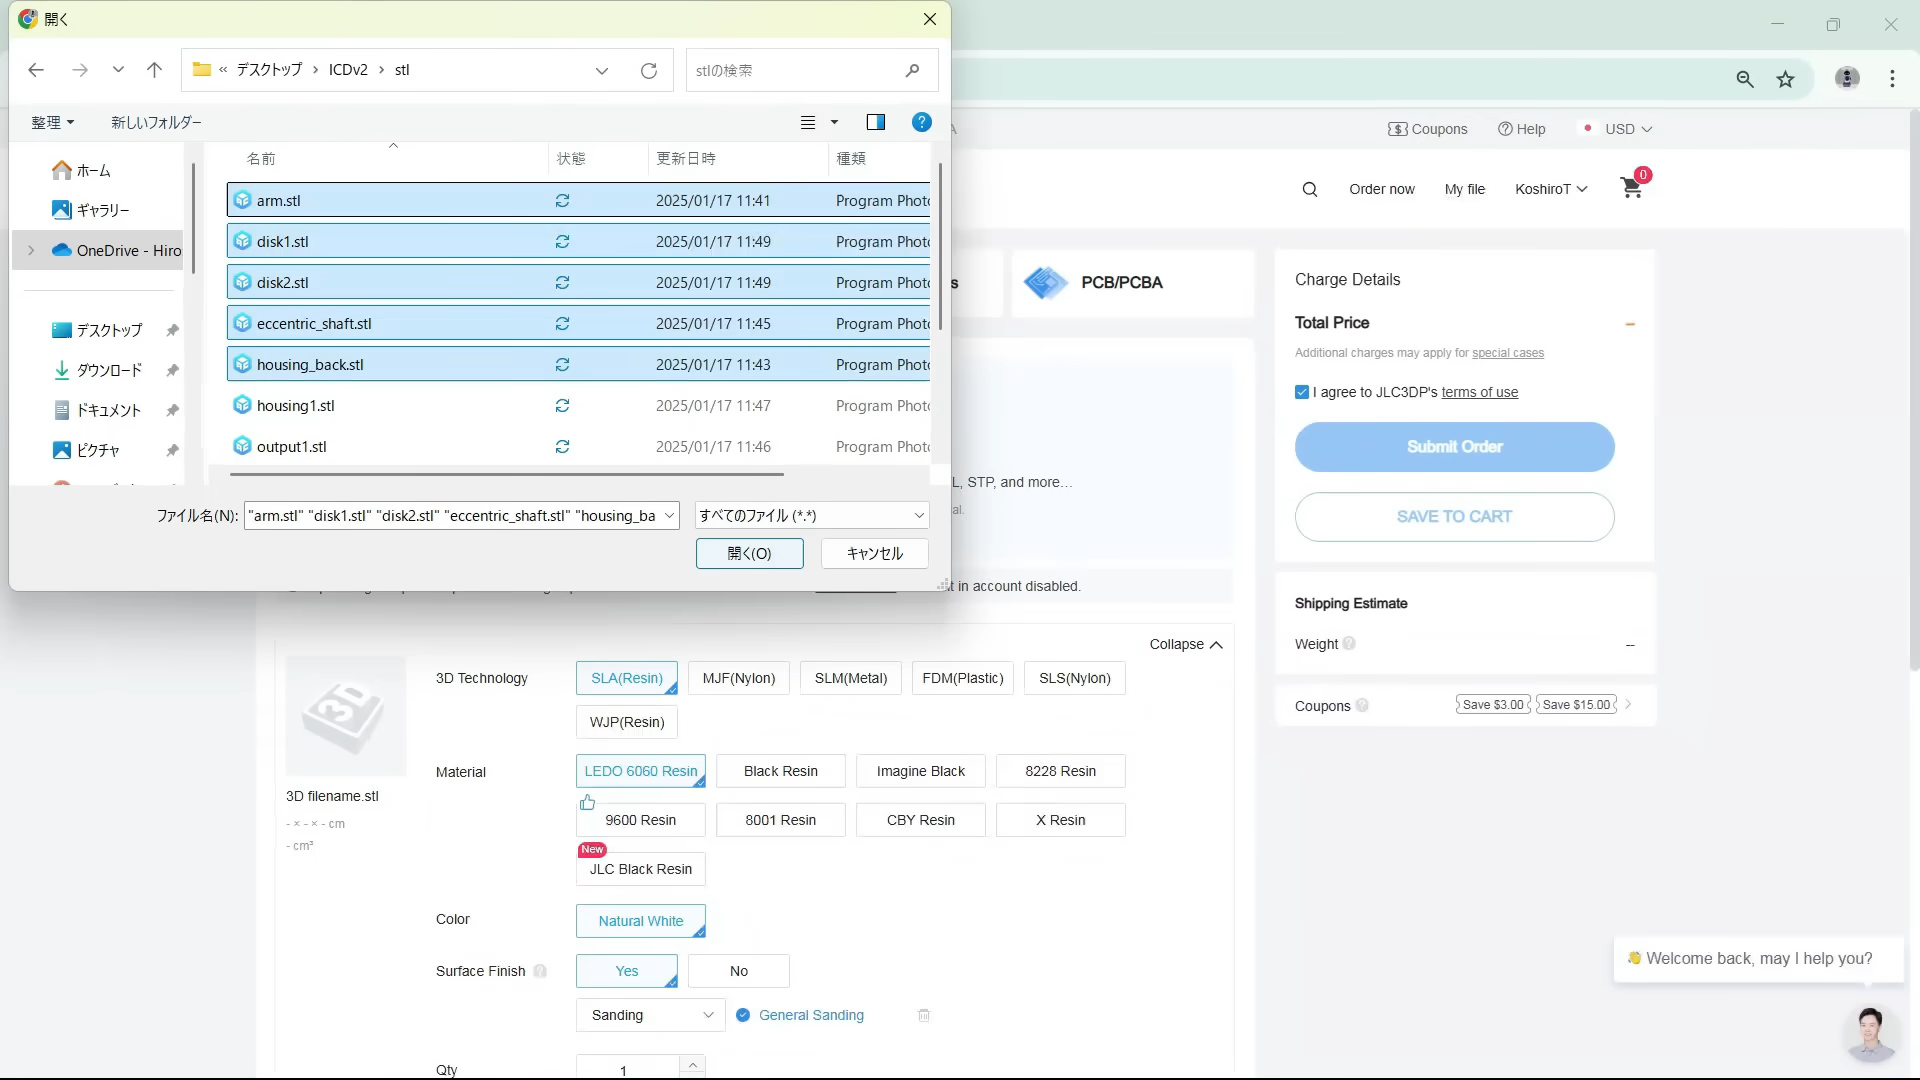 開く
« デスクトップ › ICDv2 › stl
stlの検索
整理
新しいフォルダー
名前 状態 更新日時 種類
ホーム
ギャラリー
OneDrive - Hiro
デスクトップ
ダウンロード
ドキュメント
ピクチャ
arm.stl 2025/01/17 11:41 Program Phot
disk1.stl 2025/01/17 11:49 Program Phot
disk2.stl 2025/01/17 11:49 Program Phot
eccentric_shaft.stl 2025/01/17 11:45 Program Phot
housing_back.stl 2025/01/17 11:43 Program Phot
housing1.stl 2025/01/17 11:47 Program Phot
output1.stl 2025/01/17 11:46 Program Phot
ファイル名(N): "arm.stl" "disk1.stl" "disk2.stl" "eccentric_shaft.stl" "housing_ba
すべてのファイル (*.*)
開く(O) キャンセル
Coupons Help USD
Order now My file KoshiroT 0
s
PCB/PCBA
L, STP, and more...
al.
t in account disabled.
Charge Details
Total Price –
Additional charges may apply for special cases
I agree to JLC3DP's terms of use
Submit Order
SAVE TO CART
Shipping Estimate
Weight --
Coupons Save $3.00 Save $15.00
Collapse
3D
3D filename.stl
- × - × - cm
- cm³
3D Technology SLA(Resin) MJF(Nylon) SLM(Metal) FDM(Plastic) SLS(Nylon)
WJP(Resin)
Material LEDO 6060 Resin Black Resin Imagine Black 8228 Resin
9600 Resin 8001 Resin CBY Resin X Resin
New
JLC Black Resin
Color Natural White
Surface Finish Yes No
Sanding General Sanding
Qty 1
👋 Welcome back, may I help you?